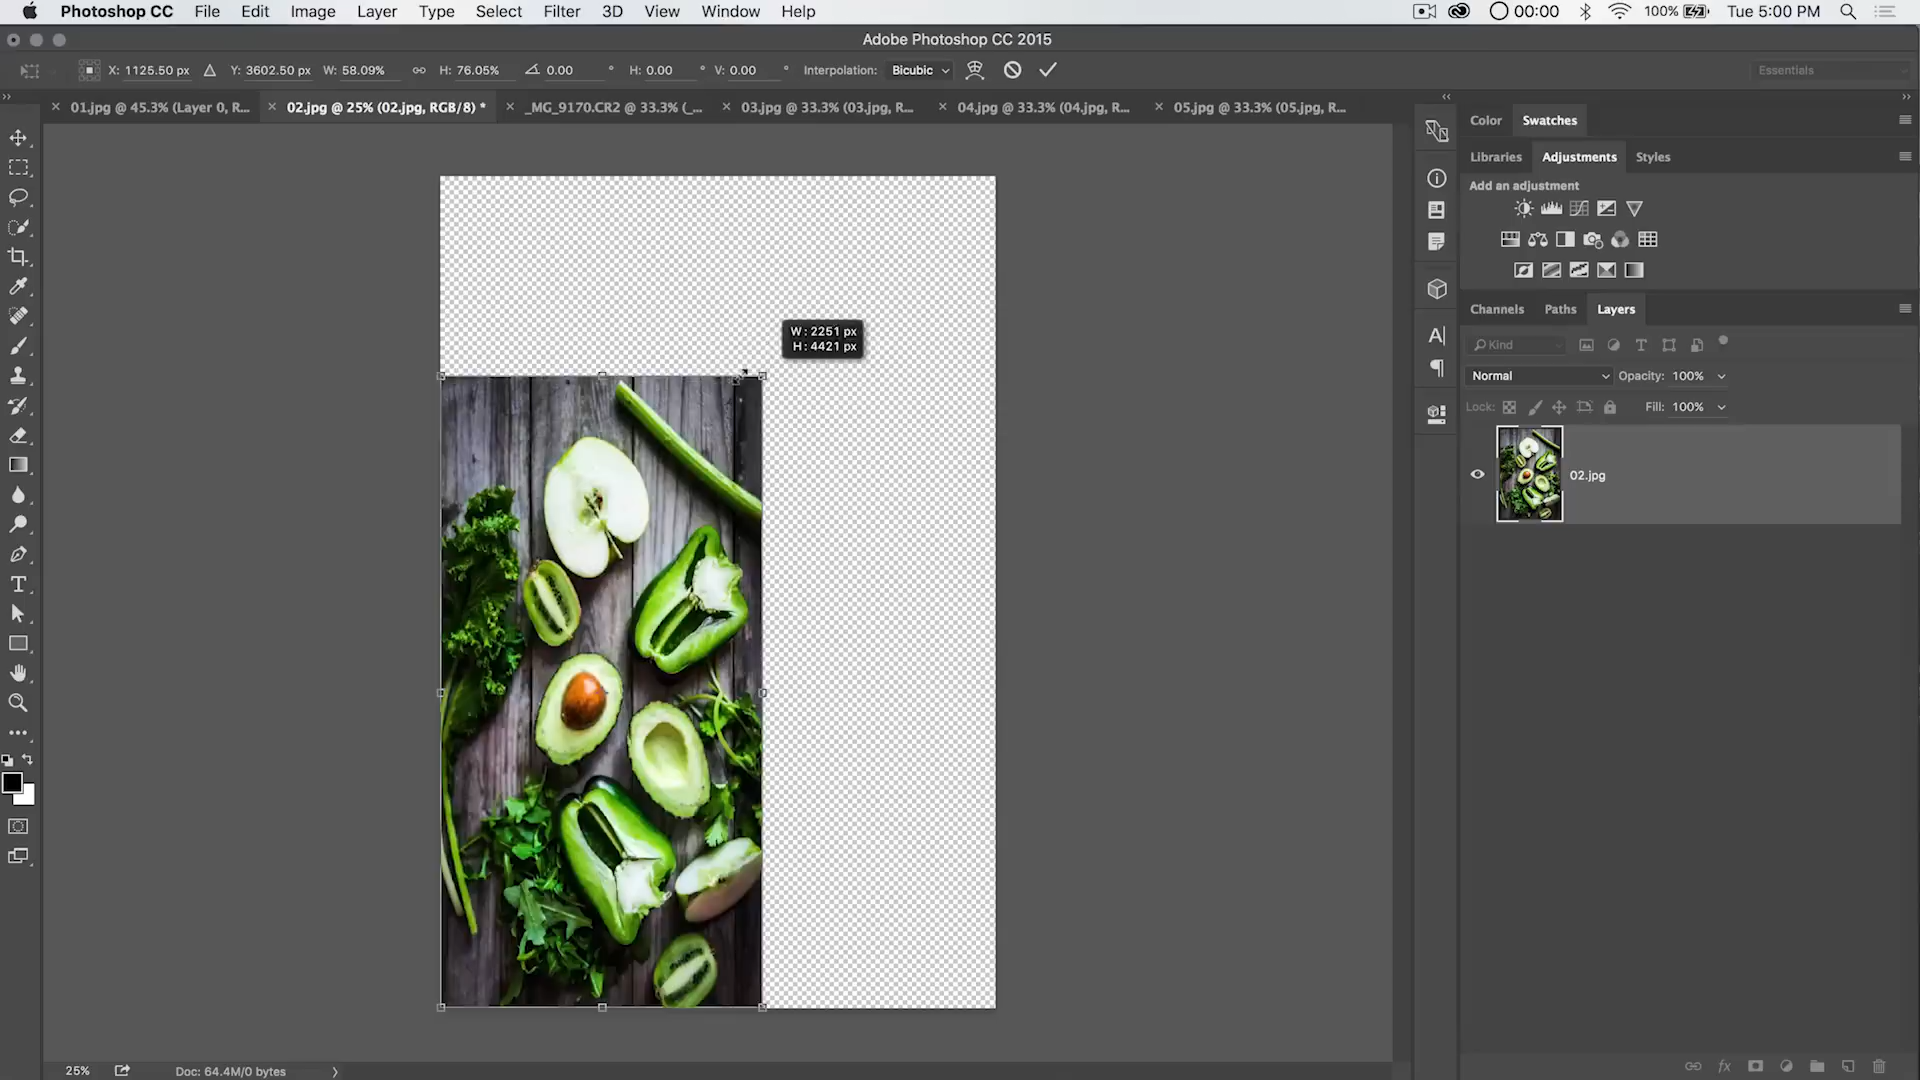 Photoshop CC File Edit Image Layer Type Select Filter 3D View Window Help 00:00 100% Tue 5:00 PM
Adobe Photoshop CC 2015
X: 1125.50 px Y: 3602.50 px W: 58.09% H: 76.05% 0.00 ° H: 0.00 ° V: 0.00 ° Interpolation: Bicubic Essentials
01.jpg @ 45.3% (Layer 0, R... 02.jpg @ 25% (02.jpg, RGB/8) * _MG_9170.CR2 @ 33.3% (_... 03.jpg @ 33.3% (03.jpg, R... 04.jpg @ 33.3% (04.jpg, R... 05.jpg @ 33.3% (05.jpg, R...
Color Swatches
Libraries Adjustments Styles
Add an adjustment
Channels Paths Layers
Kind
Normal Opacity: 100%
Lock: Fill: 100%
02.jpg
W: 2251 px
H: 4421 px
25% Doc: 64.4M/0 bytes